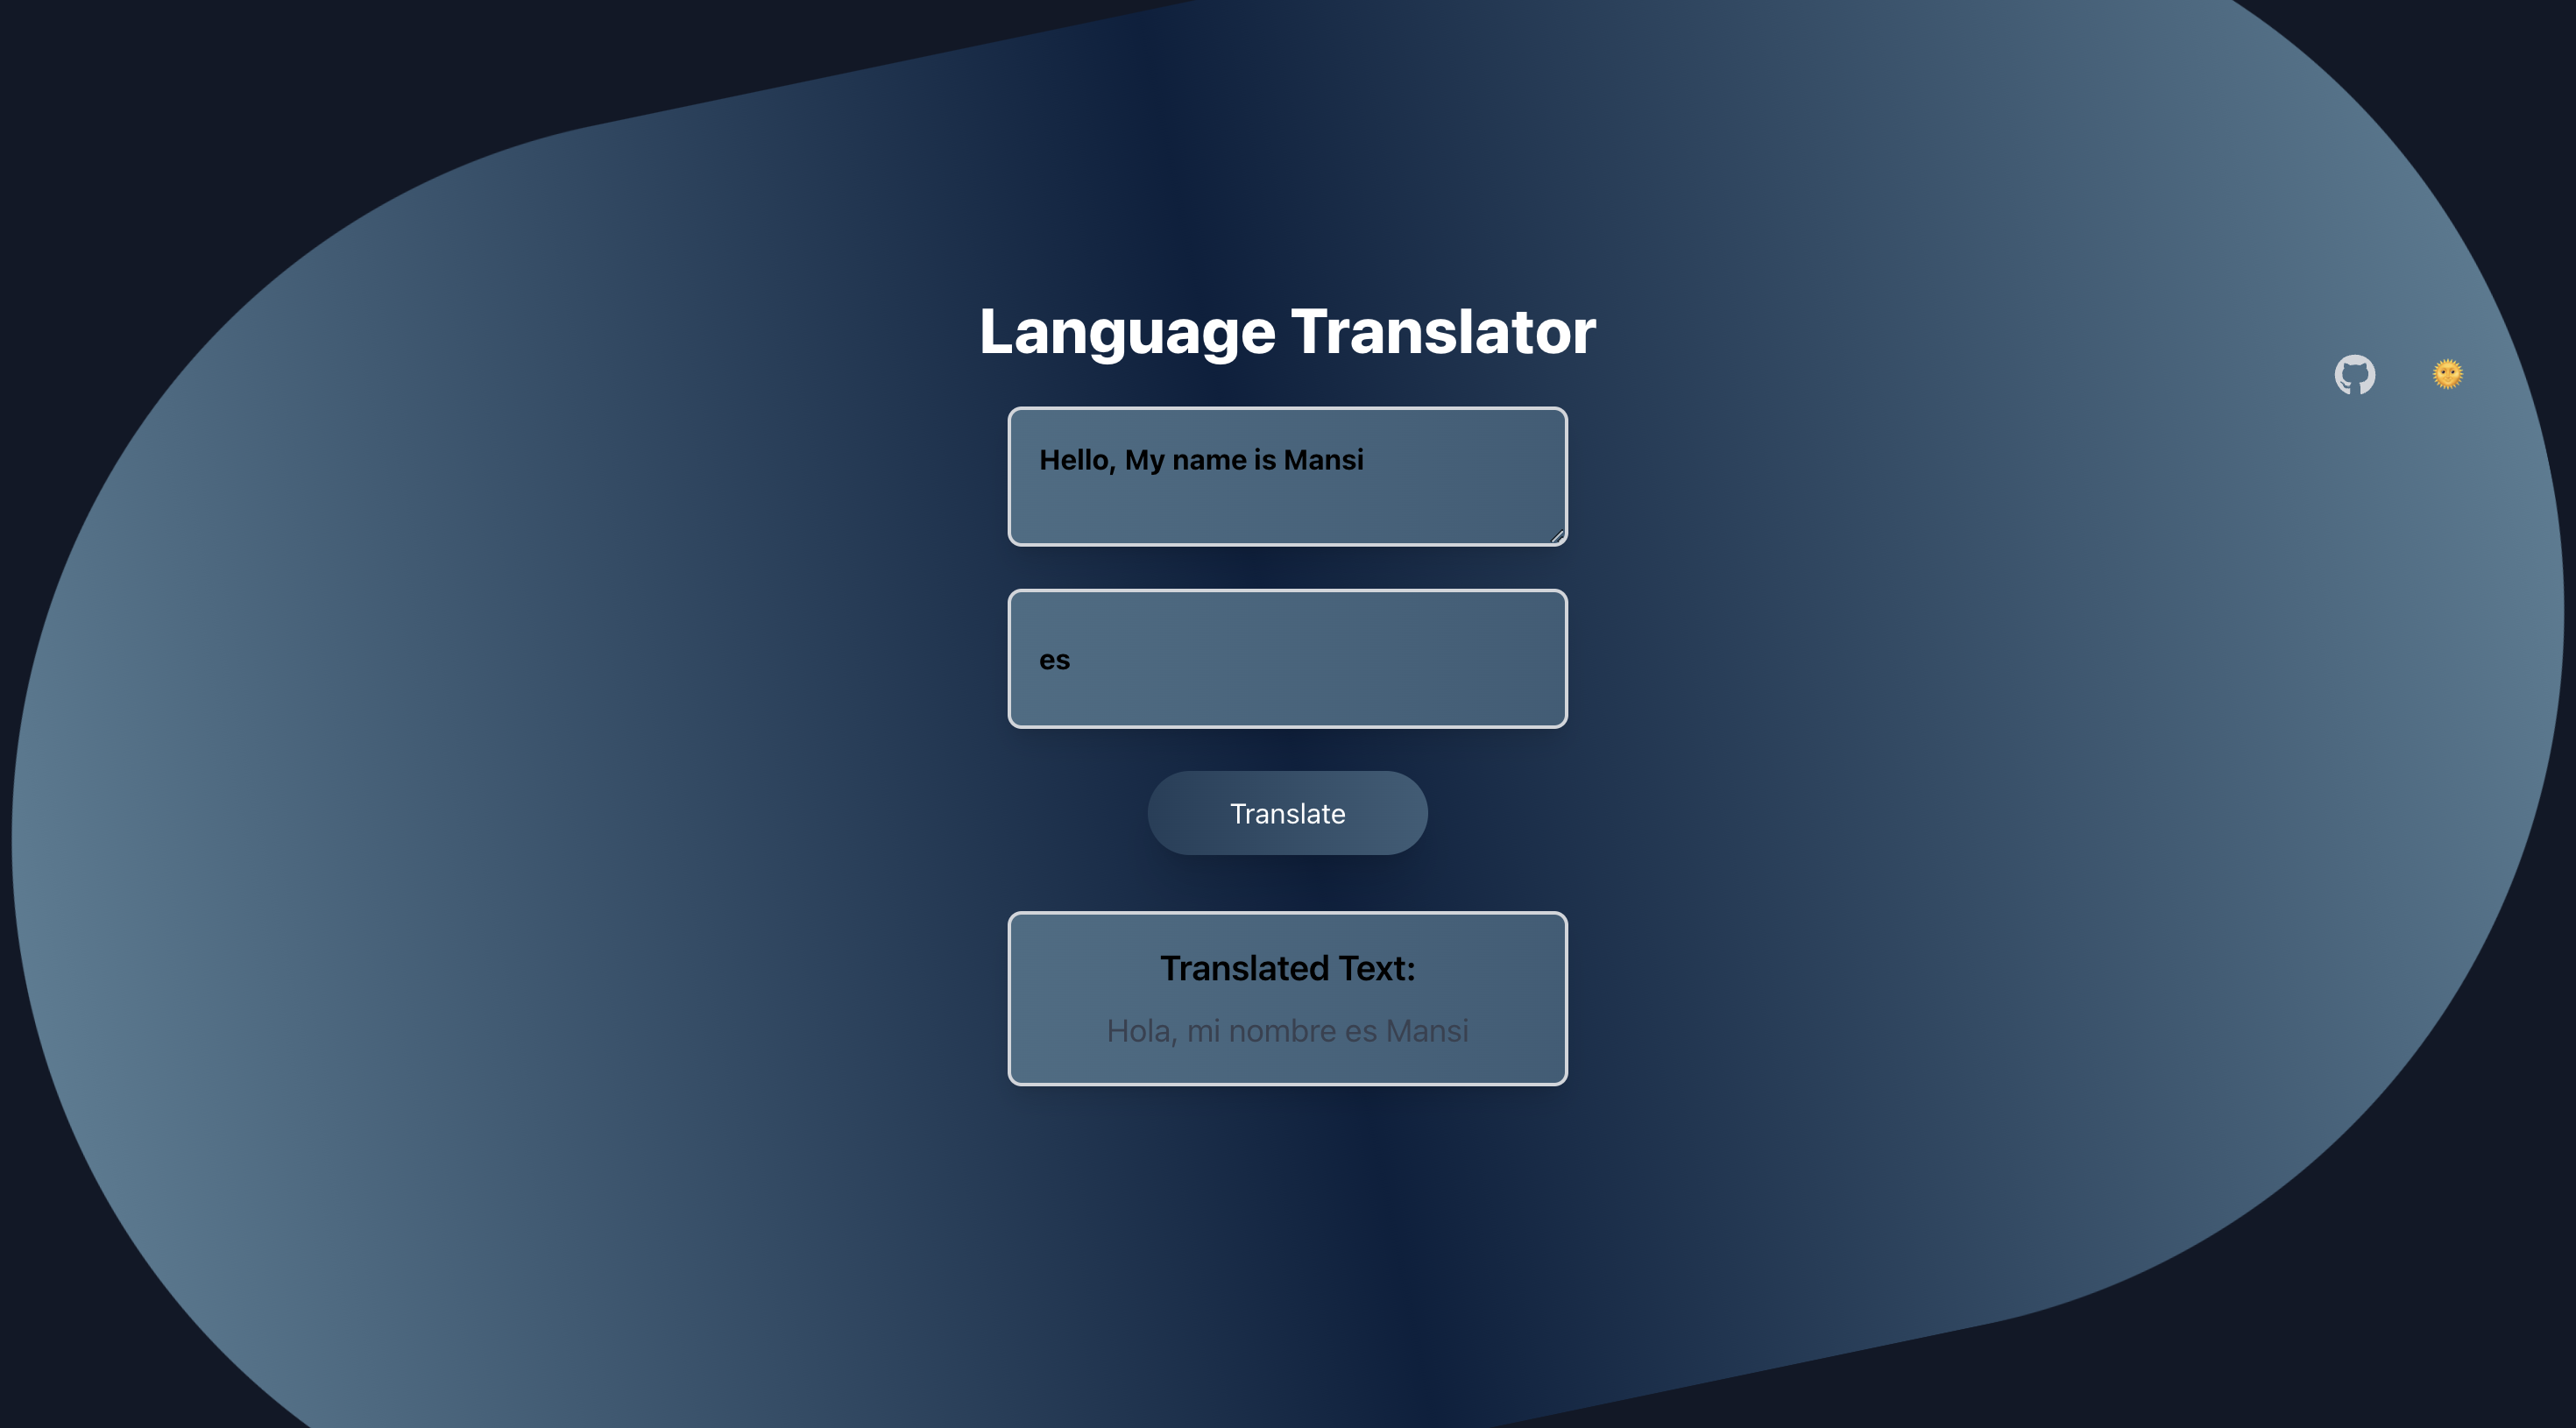 Language Translator
Hello, My name is Mansi
es
Translate
Translated Text:
Hola, mi nombre es Mansi